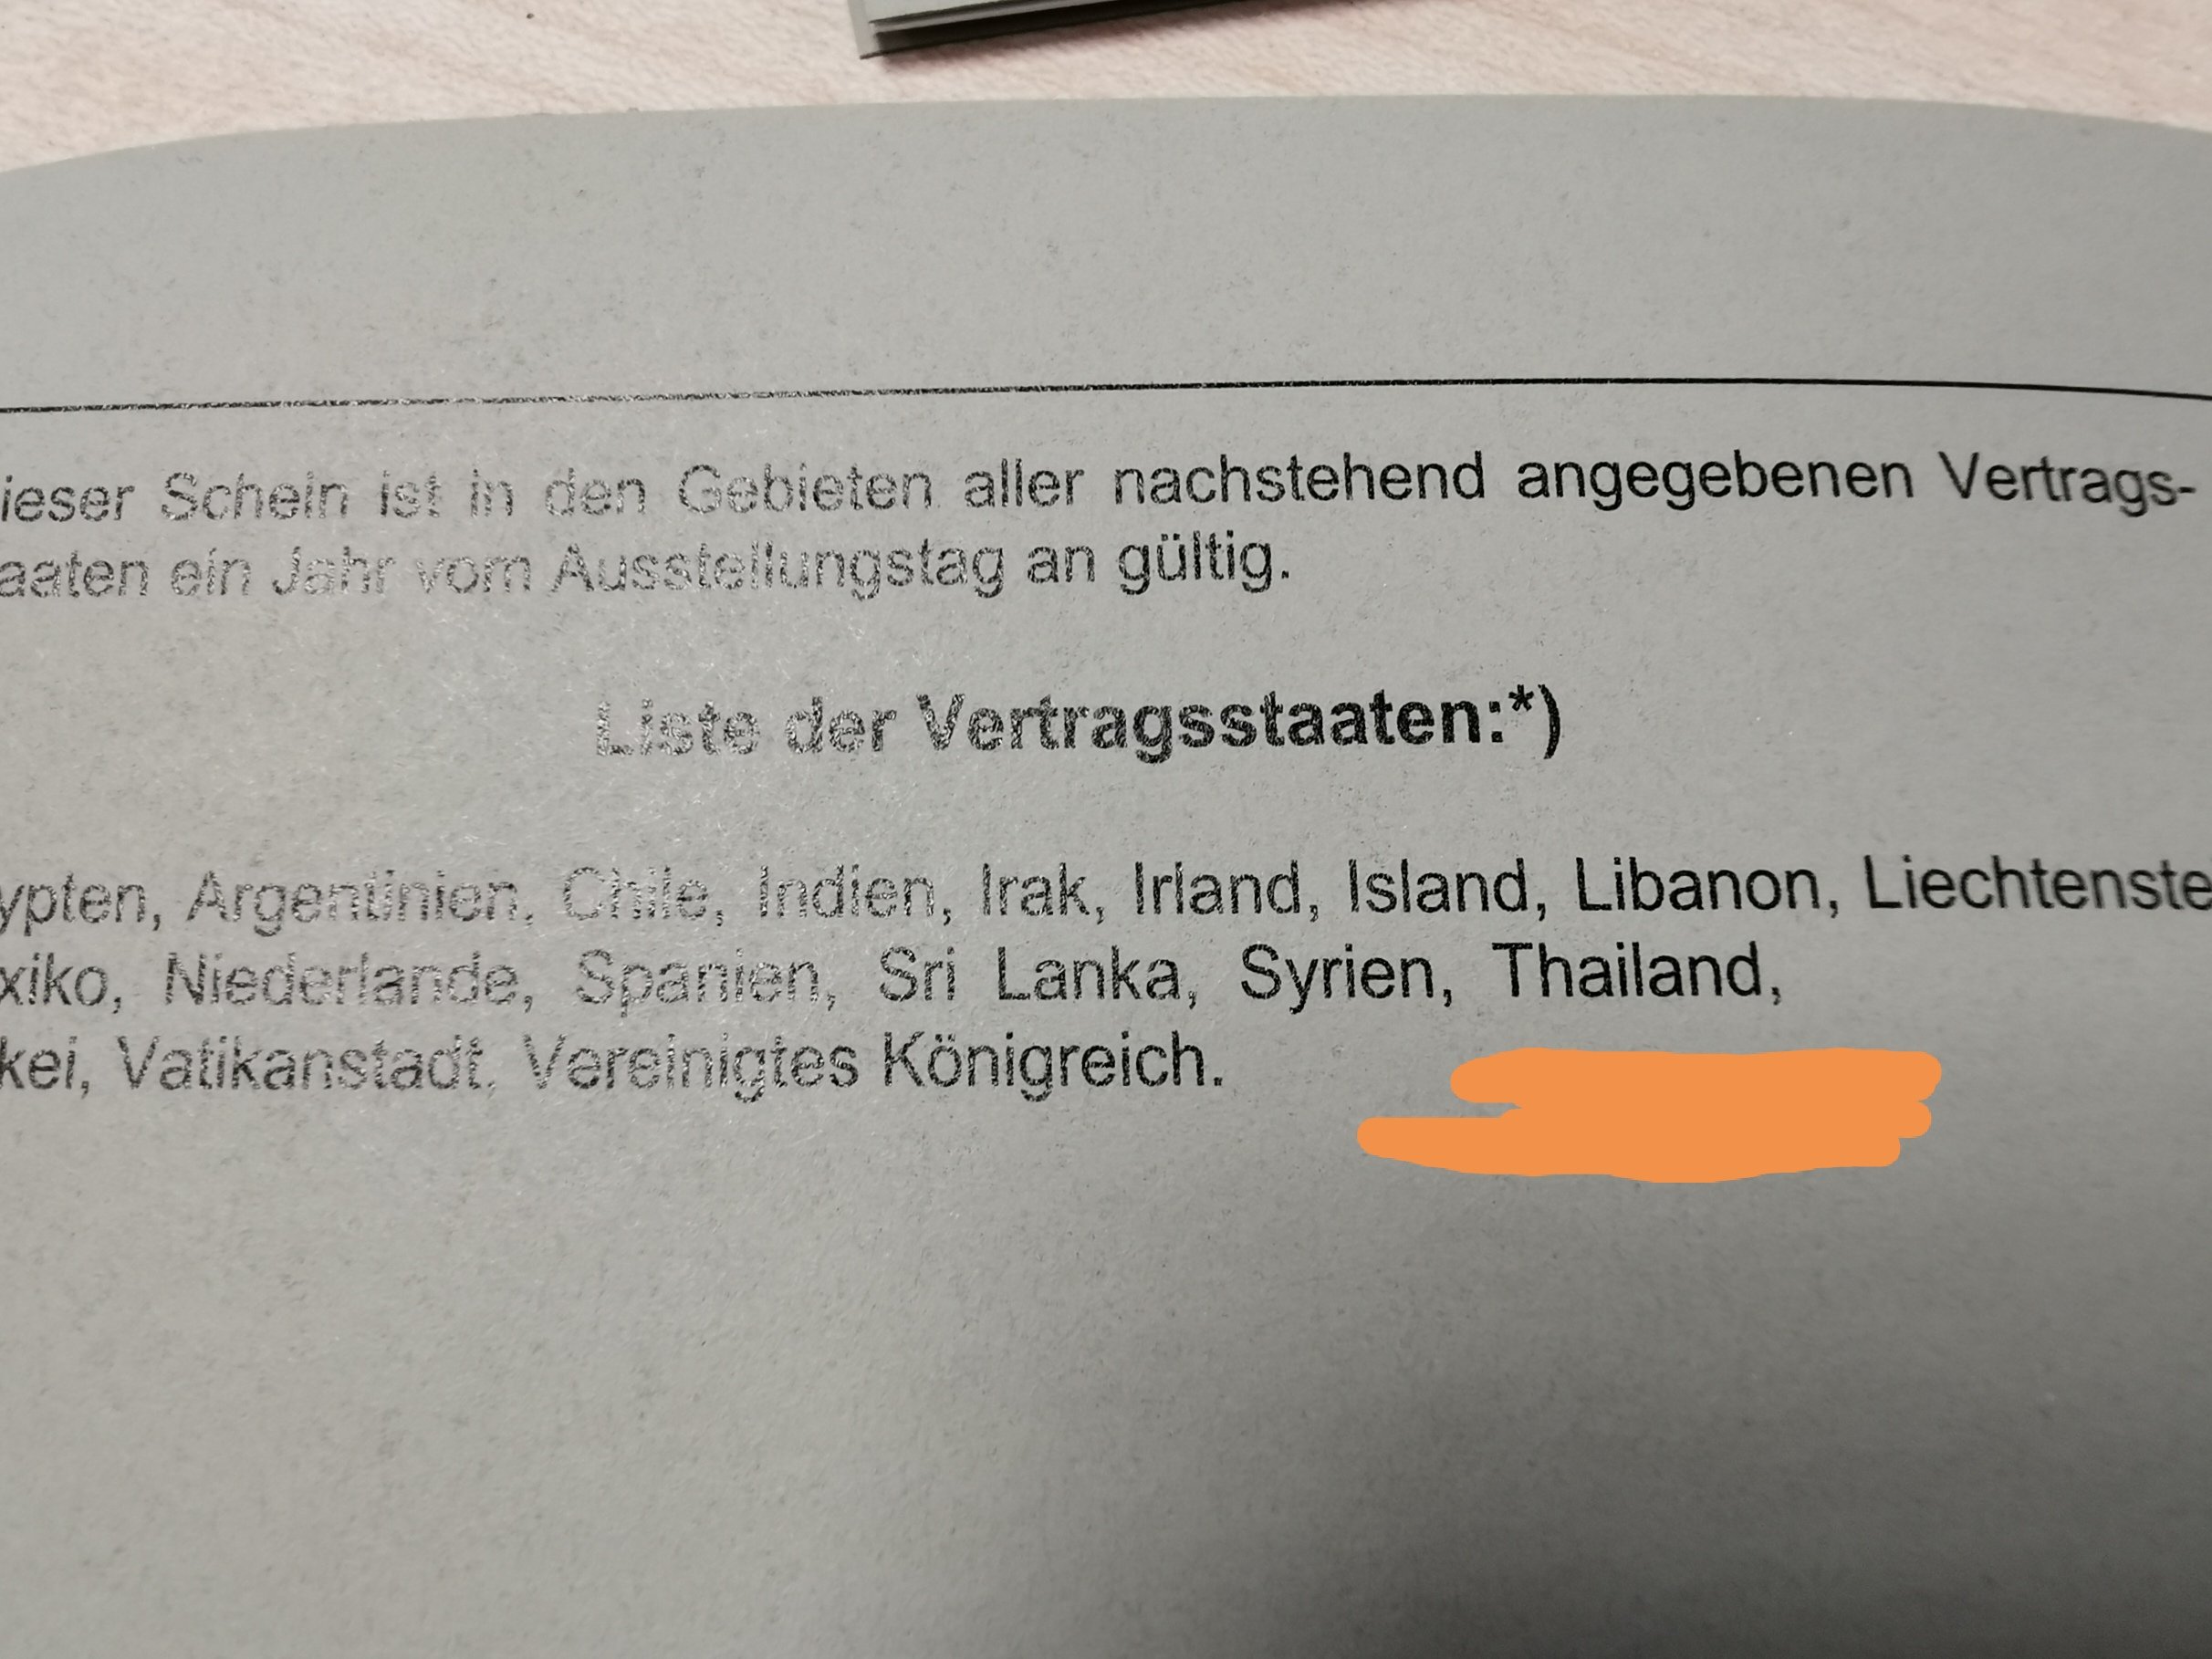 ieser Schein ist in den Gebieten aller nachstehend angegebenen Vertrags-
aaten ein Jahr vom Ausstellungstag an gültig.
Liste der Vertragsstaaten:*)
ypten, Argentinien, Chile, Indien, Irak, Irland, Island, Libanon, Liechtenste
xiko, Niederlande, Spanien, Sri Lanka, Syrien, Thailand,
kei, Vatikanstadt, Vereinigtes Königreich.